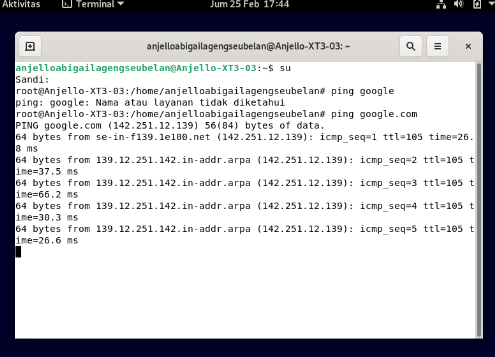 Aktivitas Terminal Jum 25 Feb 17:44
anjelloabigailagengseubelan@Anjello-XT3-03: ~
anjelloabigailagengseubelan@Anjello-XT3-03:~$ su
Sandi:
root@Anjello-XT3-03:/home/anjelloabigailagengseubelan# ping google
ping: google: Nama atau layanan tidak diketahui
root@Anjello-XT3-03:/home/anjelloabigailagengseubelan# ping google.com
PING google.com (142.251.12.139) 56(84) bytes of data.
64 bytes from se-in-f139.1e100.net (142.251.12.139): icmp_seq=1 ttl=105 time=26.
8 ms
64 bytes from 139.12.251.142.in-addr.arpa (142.251.12.139): icmp_seq=2 ttl=105 t
ime=37.5 ms
64 bytes from 139.12.251.142.in-addr.arpa (142.251.12.139): icmp_seq=3 ttl=105 t
ime=66.2 ms
64 bytes from 139.12.251.142.in-addr.arpa (142.251.12.139): icmp_seq=4 ttl=105 t
ime=30.3 ms
64 bytes from 139.12.251.142.in-addr.arpa (142.251.12.139): icmp_seq=5 ttl=105 t
ime=26.6 ms